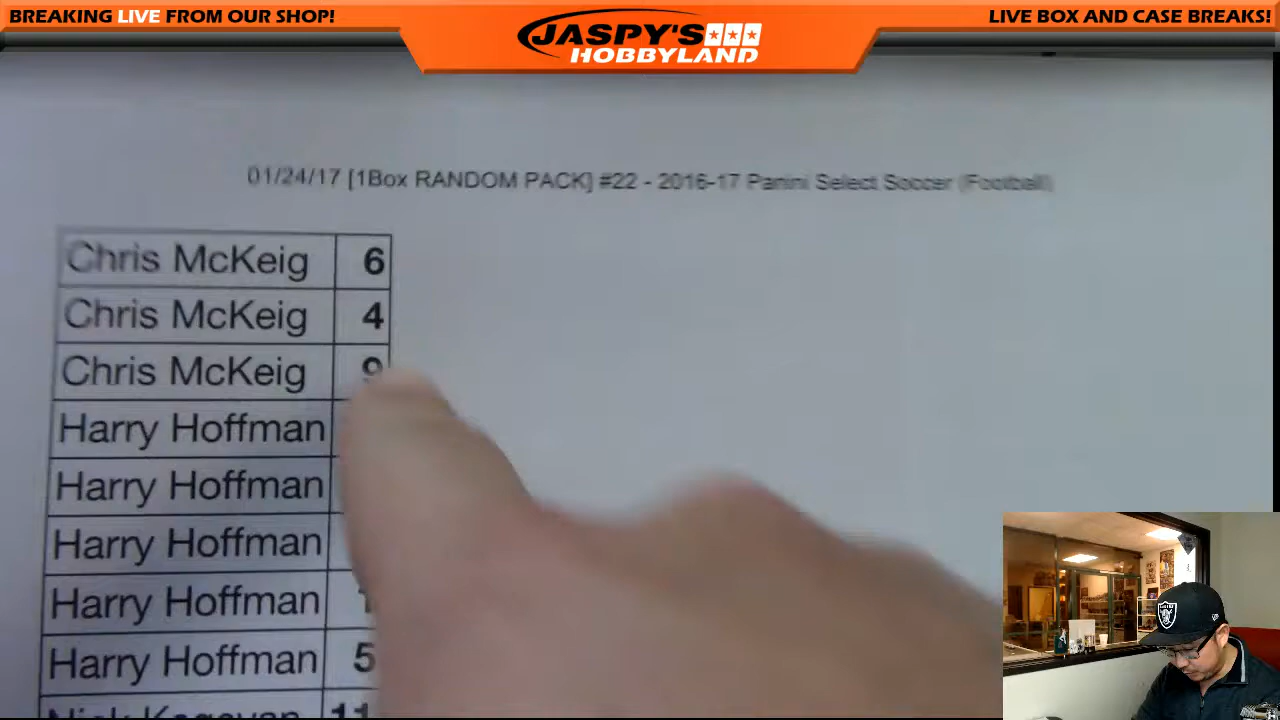 BREAKING LIVE FROM OUR SHOP!
JASPY'S
HOBBYLAND
LIVE BOX AND CASE BREAKS!
01/24/17 [1Box RANDOM PACK] #22 - 2016-17 Panini Select Soccer (Football)
Chris McKeig 6
Chris McKeig 4
Chris McKeig 9
Harry Hoffman
Harry Hoffman
Harry Hoffman
Harry Hoffman
Harry Hoffman 5
11